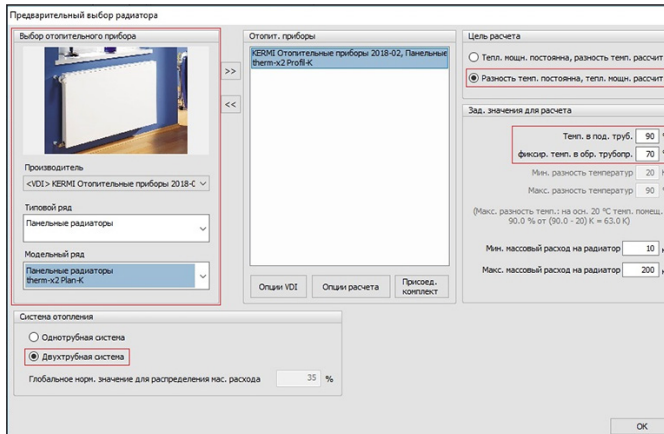 Предварительный выбор радиатора
Выбор отопительного прибора
Производитель
<VDI> KERMI Отопительные приборы 2018-0
Типовой ряд
Панельные радиаторы
Модельный ряд
Панельные радиаторы
therm-x2 Plan-K
>>
<<
Отопит. приборы
KERMI Отопительные приборы 2018-02, Панельные
therm-x2 Profil-K
Опции VDI
Опции расчета
Присоед.
комплект
Цель расчета
Тепл. мощн. постоянна, разность темп. рассчит
Разность темп. постоянна, тепл. мощн. рассчит
Зад. значения для расчета
Темп. в под. труб. 90 °
фиксир. темп. в обр. трубопр. 70 °
Мин. разность температур 20 K
Макс. разность температур 90 °
(Макс. разность темп.: на осн. 20 °C темп. помещ.
90.0 % от (90.0 - 20) K = 63.0 K)
Мин. массовый расход на радиатор 10
Макс. массовый расход на радиатор 200
Система отопления
Однотрубная система
Двухтрубная система
Глобальное норм. значение для распределения мас. расхода 35 %
OK